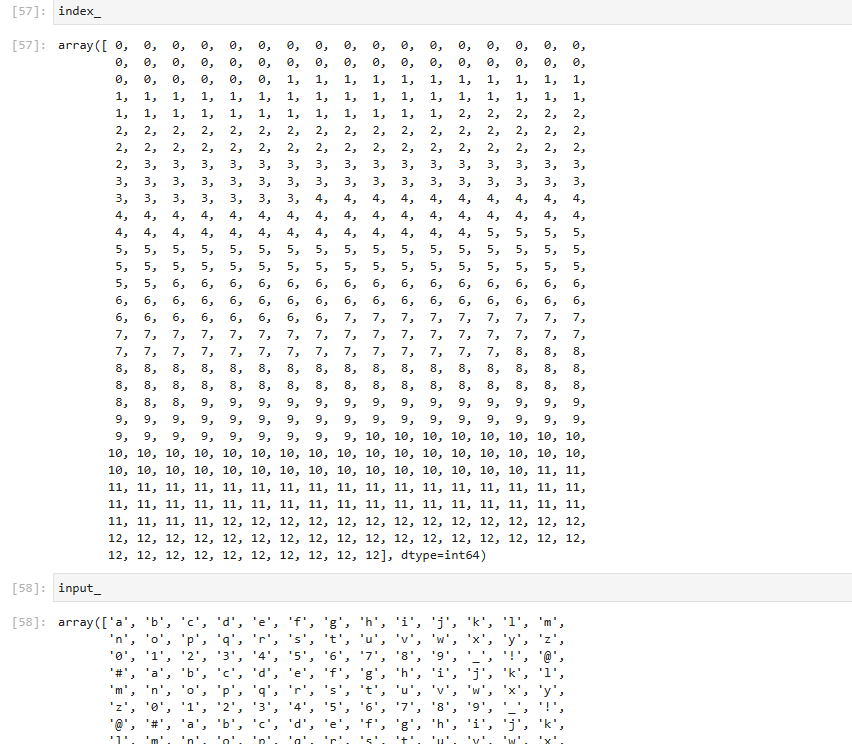 [57]: index_
[57]: array([ 0, 0, 0, 0, 0, 0, 0, 0, 0, 0, 0, 0, 0, 0, 0, 0, 0,
0, 0, 0, 0, 0, 0, 0, 0, 0, 0, 0, 0, 0, 0, 0, 0, 0,
0, 0, 0, 0, 0, 0, 1, 1, 1, 1, 1, 1, 1, 1, 1, 1, 1,
1, 1, 1, 1, 1, 1, 1, 1, 1, 1, 1, 1, 1, 1, 1, 1, 1,
1, 1, 1, 1, 1, 1, 1, 1, 1, 1, 1, 1, 2, 2, 2, 2, 2,
2, 2, 2, 2, 2, 2, 2, 2, 2, 2, 2, 2, 2, 2, 2, 2, 2,
2, 2, 2, 2, 2, 2, 2, 2, 2, 2, 2, 2, 2, 2, 2, 2, 2,
2, 3, 3, 3, 3, 3, 3, 3, 3, 3, 3, 3, 3, 3, 3, 3, 3,
3, 3, 3, 3, 3, 3, 3, 3, 3, 3, 3, 3, 3, 3, 3, 3, 3,
3, 3, 3, 3, 3, 3, 3, 4, 4, 4, 4, 4, 4, 4, 4, 4, 4,
4, 4, 4, 4, 4, 4, 4, 4, 4, 4, 4, 4, 4, 4, 4, 4, 4,
4, 4, 4, 4, 4, 4, 4, 4, 4, 4, 4, 4, 4, 5, 5, 5, 5,
5, 5, 5, 5, 5, 5, 5, 5, 5, 5, 5, 5, 5, 5, 5, 5, 5,
5, 5, 5, 5, 5, 5, 5, 5, 5, 5, 5, 5, 5, 5, 5, 5, 5,
5, 5, 6, 6, 6, 6, 6, 6, 6, 6, 6, 6, 6, 6, 6, 6, 6,
6, 6, 6, 6, 6, 6, 6, 6, 6, 6, 6, 6, 6, 6, 6, 6, 6,
6, 6, 6, 6, 6, 6, 6, 6, 7, 7, 7, 7, 7, 7, 7, 7, 7,
7, 7, 7, 7, 7, 7, 7, 7, 7, 7, 7, 7, 7, 7, 7, 7, 7,
7, 7, 7, 7, 7, 7, 7, 7, 7, 7, 7, 7, 7, 7, 8, 8, 8,
8, 8, 8, 8, 8, 8, 8, 8, 8, 8, 8, 8, 8, 8, 8, 8, 8,
8, 8, 8, 8, 8, 8, 8, 8, 8, 8, 8, 8, 8, 8, 8, 8, 8,
8, 8, 8, 9, 9, 9, 9, 9, 9, 9, 9, 9, 9, 9, 9, 9, 9,
9, 9, 9, 9, 9, 9, 9, 9, 9, 9, 9, 9, 9, 9, 9, 9, 9,
9, 9, 9, 9, 9, 9, 9, 9, 9, 10, 10, 10, 10, 10, 10, 10, 10,
10, 10, 10, 10, 10, 10, 10, 10, 10, 10, 10, 10, 10, 10, 10, 10, 10,
10, 10, 10, 10, 10, 10, 10, 10, 10, 10, 10, 10, 10, 10, 10, 11, 11,
11, 11, 11, 11, 11, 11, 11, 11, 11, 11, 11, 11, 11, 11, 11, 11, 11,
11, 11, 11, 11, 11, 11, 11, 11, 11, 11, 11, 11, 11, 11, 11, 11, 11,
11, 11, 11, 11, 12, 12, 12, 12, 12, 12, 12, 12, 12, 12, 12, 12, 12,
12, 12, 12, 12, 12, 12, 12, 12, 12, 12, 12, 12, 12, 12, 12, 12, 12,
12, 12, 12, 12, 12, 12, 12, 12, 12, 12], dtype=int64)
[58]: input_
[58]: array(['a', 'b', 'c', 'd', 'e', 'f', 'g', 'h', 'i', 'j', 'k', 'l', 'm',
'n', 'o', 'p', 'q', 'r', 's', 't', 'u', 'v', 'w', 'x', 'y', 'z',
'0', '1', '2', '3', '4', '5', '6', '7', '8', '9', '_', '!', '@',
'#', 'a', 'b', 'c', 'd', 'e', 'f', 'g', 'h', 'i', 'j', 'k', 'l',
'm', 'n', 'o', 'p', 'q', 'r', 's', 't', 'u', 'v', 'w', 'x', 'y',
'z', '0', '1', '2', '3', '4', '5', '6', '7', '8', '9', '_', '!',
'@', '#', 'a', 'b', 'c', 'd', 'e', 'f', 'g', 'h', 'i', 'j', 'k',
'l', 'm', 'n', 'o', 'p', 'q', 'r', 's', 't', 'u', 'v', 'w', 'x',